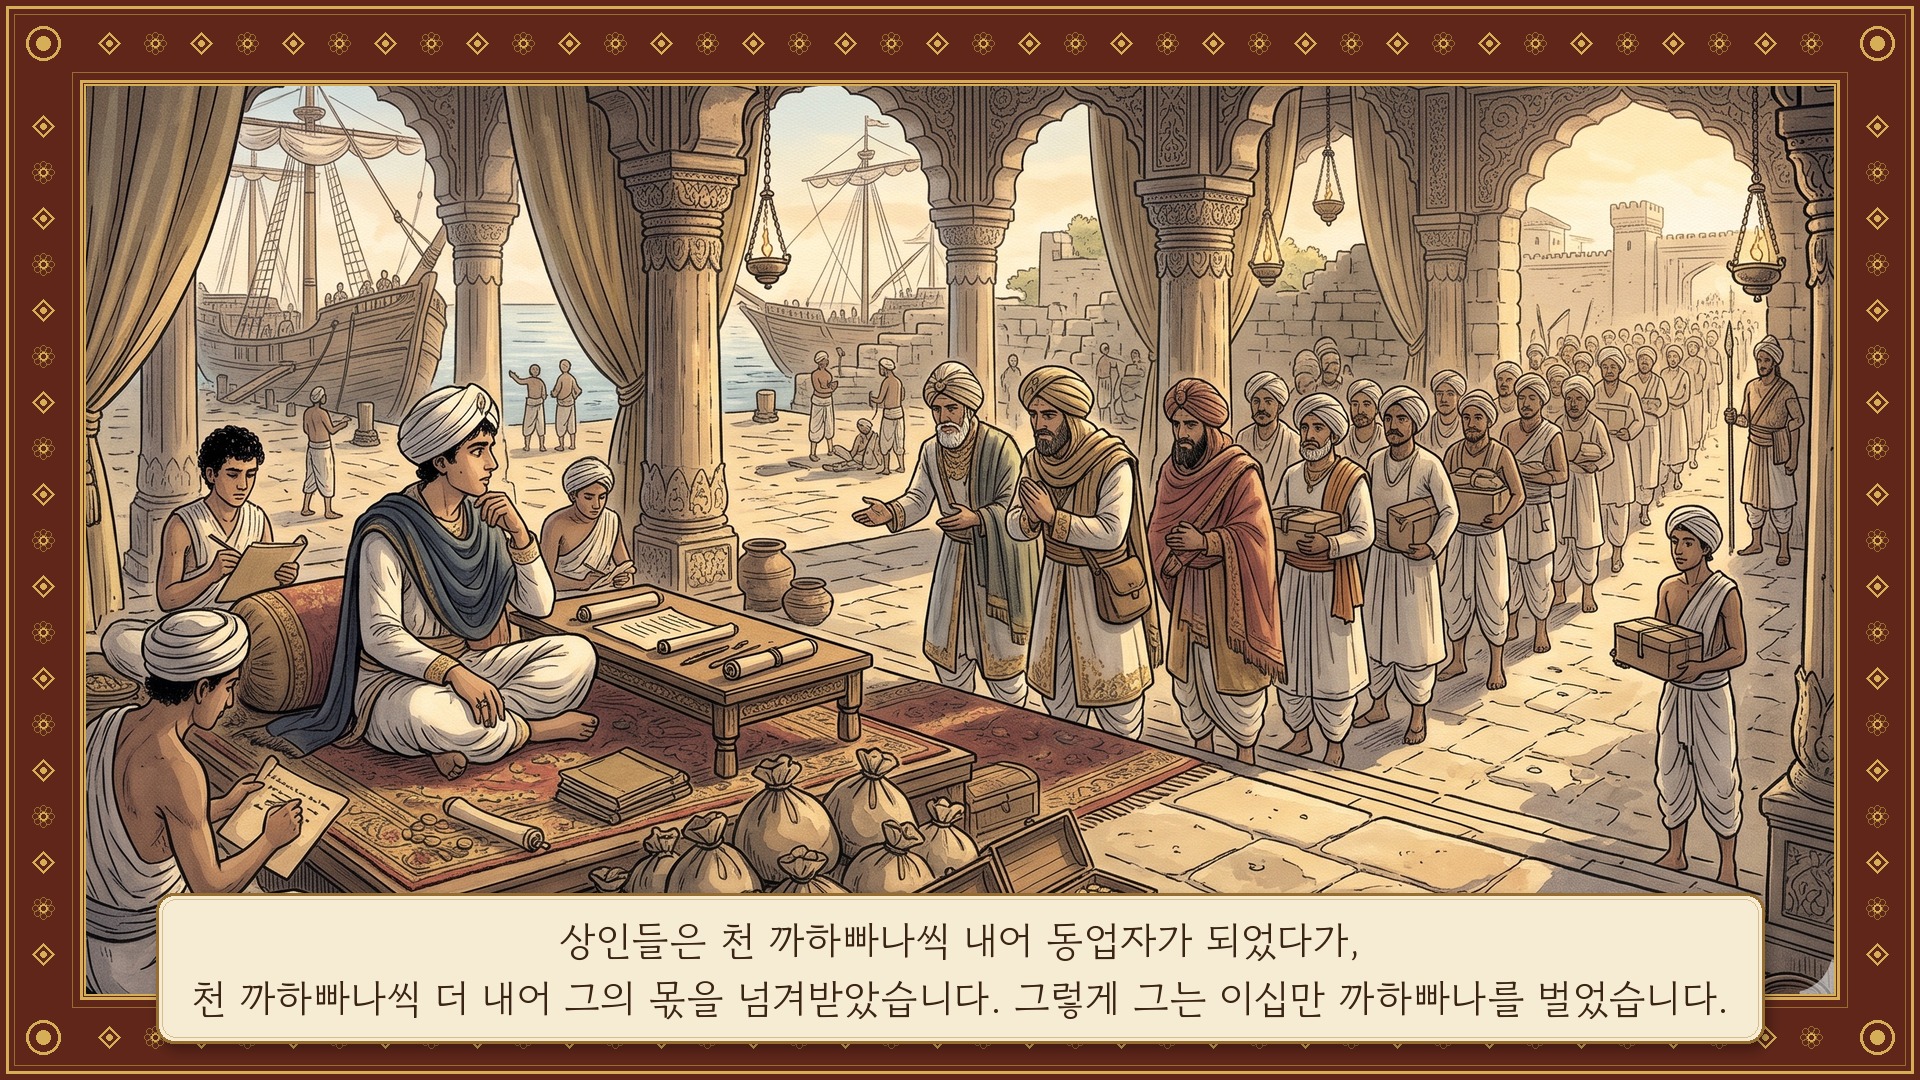 상인들은 천 까하빠나씩 내어 동업자가 되었다가,
천 까하빠나씩 더 내어 그의 몫을 넘겨받았습니다. 그렇게 그는 이십만 까하빠나를 벌었습니다.